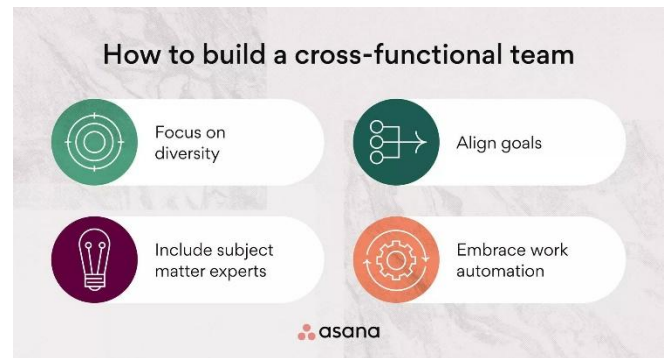 How to build a cross-functional team
Focus on
diversity
Align goals
Include subject
matter experts
Embrace work
automation
asana